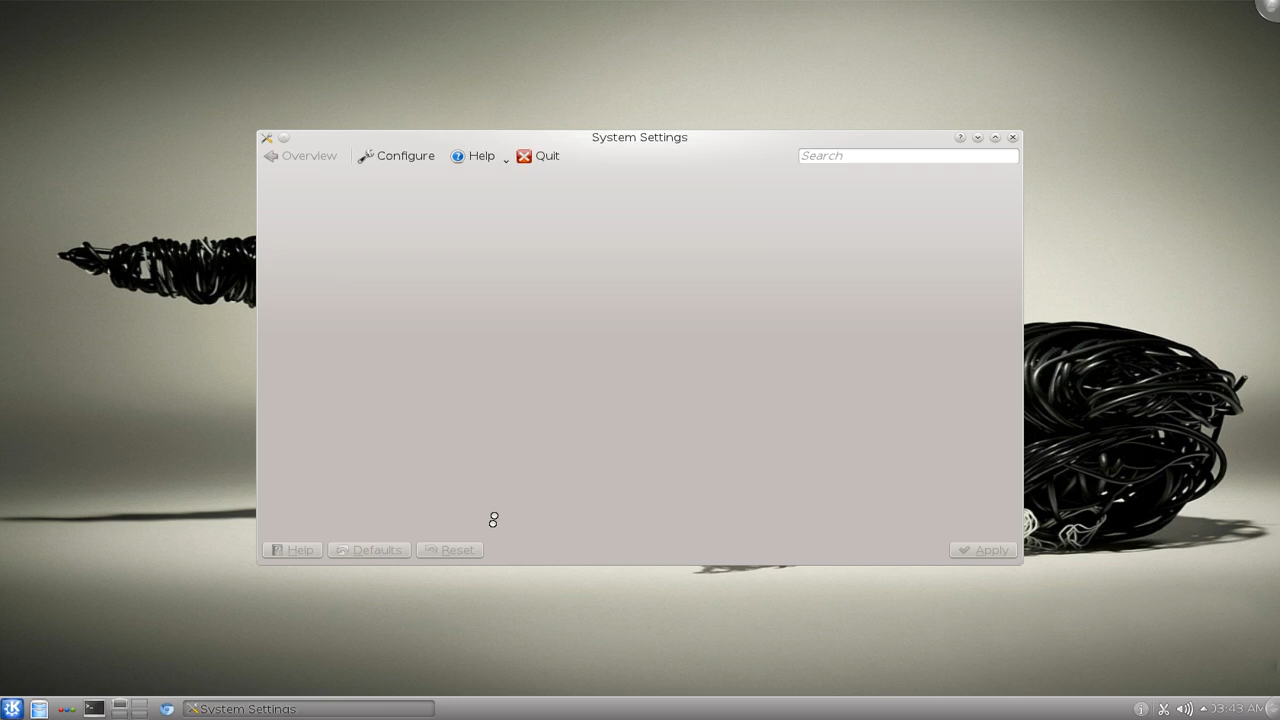 System Settings
Overview Configure Help Quit Search
Help Defaults Reset Apply
System Settings 03:43 AM